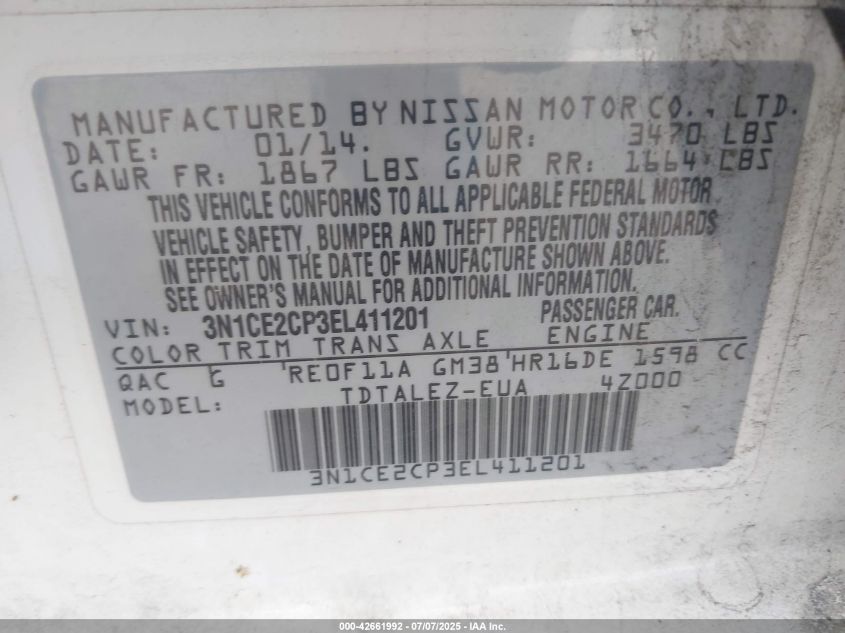 MANUFACTURED BY NISSAN MOTOR CO., LTD.
DATE: 01/14. GVWR: 3470 LBS
GAWR FR: 1867 LBS GAWR RR: 1664 LBS
THIS VEHICLE CONFORMS TO ALL APPLICABLE FEDERAL MOTOR
VEHICLE SAFETY, BUMPER AND THEFT PREVENTION STANDARDS
IN EFFECT ON THE DATE OF MANUFACTURE SHOWN ABOVE.
SEE OWNER'S MANUAL FOR ADDITIONAL INFORMATION.
VIN: 3N1CE2CP3EL411201 PASSENGER CAR.
COLOR TRIM TRANS AXLE ENGINE
QAC G 'RE0F11A GM38'HR16DE 1598 CC
MODEL: TDTALEZ-EUA 4Z000
3N1CE2CP3EL411201
000-42661992 - 07/07/2025 - IAA Inc.